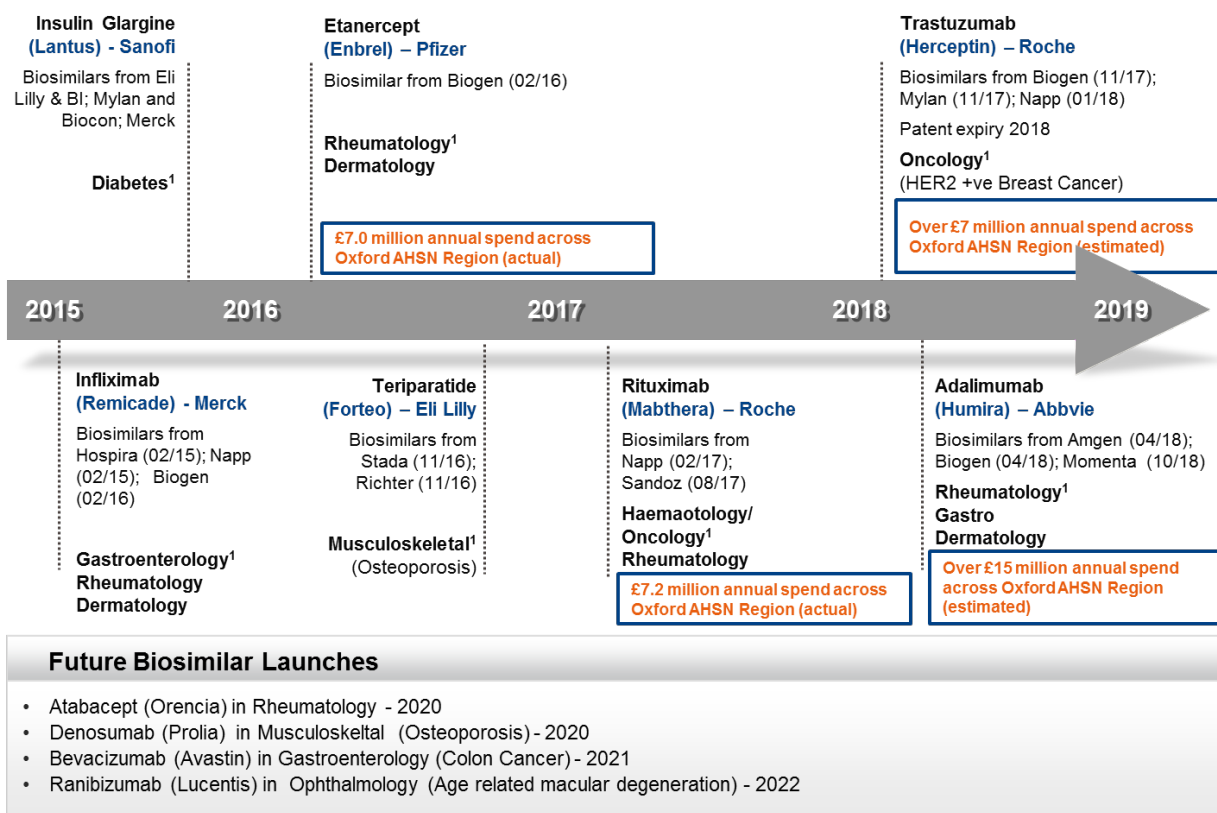 Insulin Glargine
(Lantus) - Sanofi
Biosimilars from Eli
Lilly & BI; Mylan and
Biocon; Merck
Diabetes1
Etanercept
(Enbrel) – Pfizer
Biosimilar from Biogen (02/16)
Rheumatology1
Dermatology
£7.0 million annual spend across
Oxford AHSN Region (actual)
Trastuzumab
(Herceptin) – Roche
Biosimilars from Biogen (11/17);
Mylan (11/17); Napp (01/18)
Patent expiry 2018
Oncology1
(HER2 +ve Breast Cancer)
Over £7 million annual spend across
Oxford AHSN Region (estimated)
2015 2016 2017 2018 2019
Infliximab
(Remicade) - Merck
Biosimilars from
Hospira (02/15); Napp
(02/15); Biogen
(02/16)
Gastroenterology1
Rheumatology
Dermatology
Teriparatide
(Forteo) – Eli Lilly
Biosimilars from
Stada (11/16);
Richter (11/16)
Musculoskeletal1
(Osteoporosis)
Rituximab
(Mabthera) – Roche
Biosimilars from
Napp (02/17);
Sandoz (08/17)
Haemaotology/
Oncology1
Rheumatology
£7.2 million annual spend across
Oxford AHSN Region (actual)
Adalimumab
(Humira) – Abbvie
Biosimilars from Amgen (04/18);
Biogen (04/18); Momenta (10/18)
Rheumatology1
Gastro
Dermatology
Over £15 million annual spend
across Oxford AHSN Region
(estimated)
Future Biosimilar Launches
• Atabacept (Orencia) in Rheumatology - 2020
• Denosumab (Prolia) in Musculoskeltal (Osteoporosis) - 2020
• Bevacizumab (Avastin) in Gastroenterology (Colon Cancer) - 2021
• Ranibizumab (Lucentis) in Ophthalmology (Age related macular degeneration) - 2022